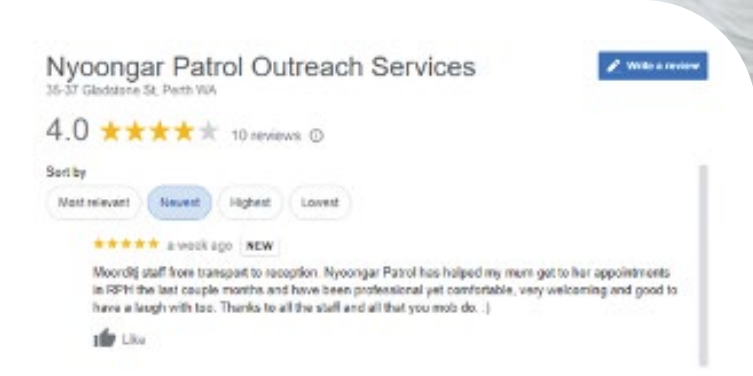 Nyoongar Patrol Outreach Services
Write a review
35-37 Gladstone St, Perth WA
4.0 10 reviews
Sort by
Most relevant Newest Highest Lowest
a week ago NEW
Moorditj staff from transport to reception. Nyoongar Patrol has helped my mum get to her appointments
in RPH the last couple months and have been professional yet comfortable, very welcoming and good to
have a laugh with too. Thanks to all the staff and all that you mob do. :)
Like